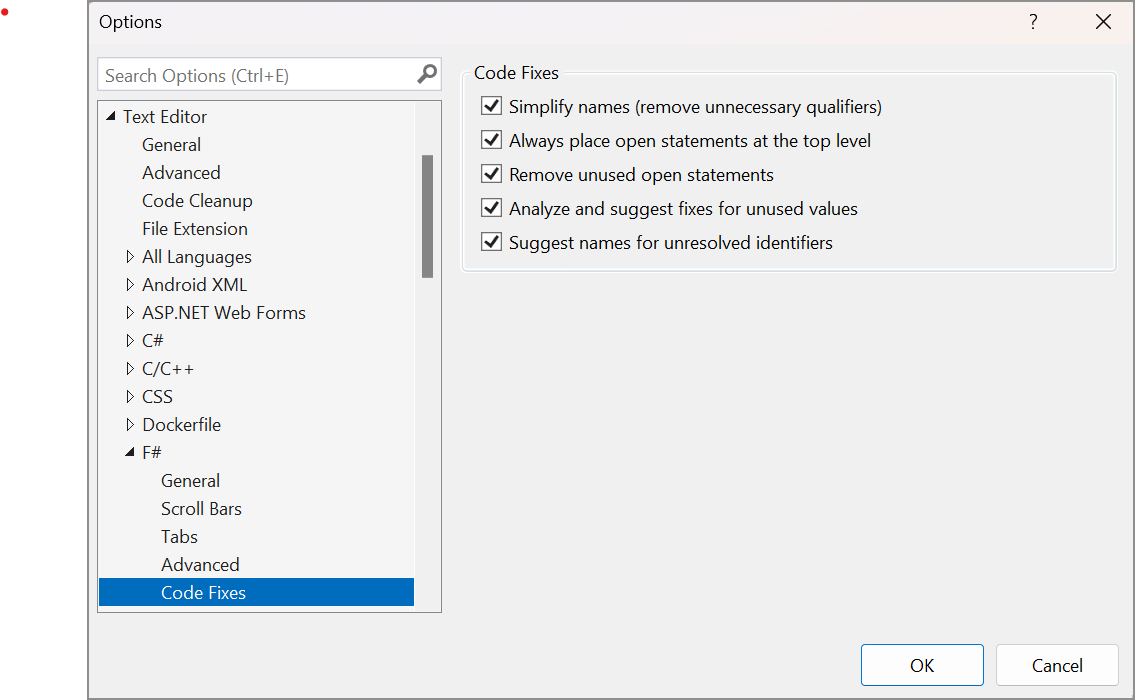 Options
?
Search Options (Ctrl+E)
Text Editor
General
Advanced
Code Cleanup
File Extension
All Languages
Android XML
ASP.NET Web Forms
C#
C/C++
CSS
Dockerfile
F#
General
Scroll Bars
Tabs
Advanced
Code Fixes
Code Fixes
Simplify names (remove unnecessary qualifiers)
Always place open statements at the top level
Remove unused open statements
Analyze and suggest fixes for unused values
Suggest names for unresolved identifiers
OK
Cancel